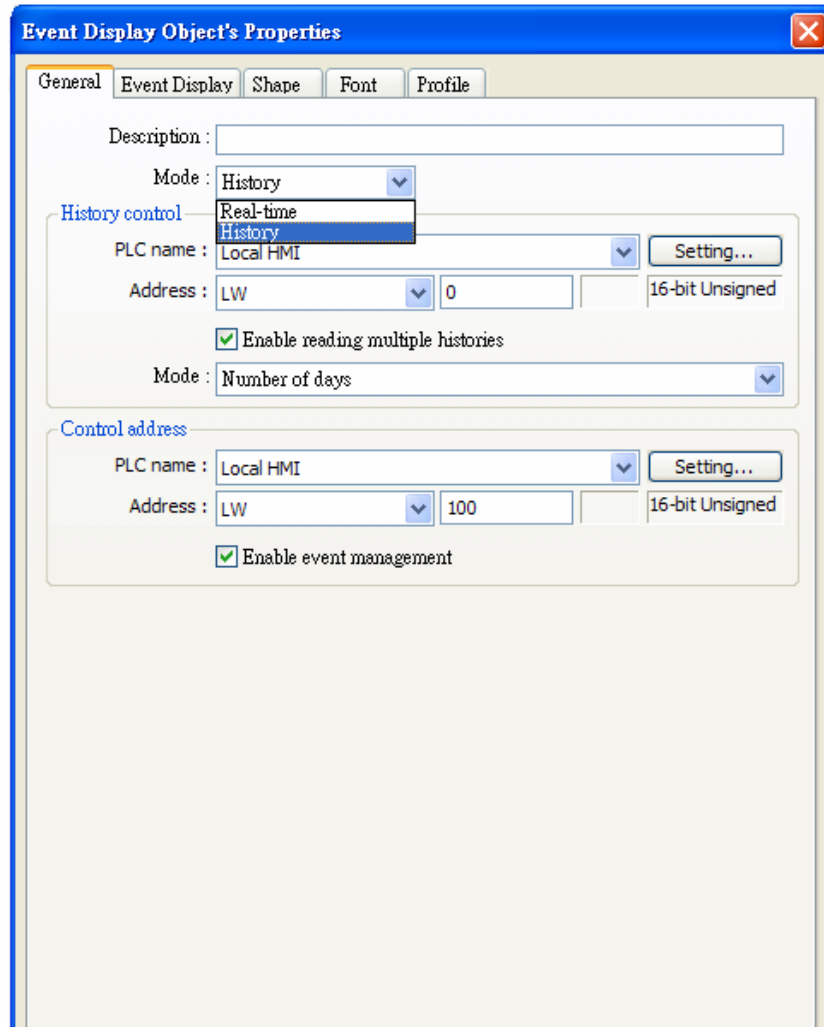 Event Display Object's Properties
General Event Display Shape Font Profile
Description :
Mode : History
Real-time
History control
History
PLC name : Local HMI Setting...
Address : LW 0 16-bit Unsigned
Enable reading multiple histories
Mode : Number of days
Control address
PLC name : Local HMI Setting...
Address : LW 100 16-bit Unsigned
Enable event management